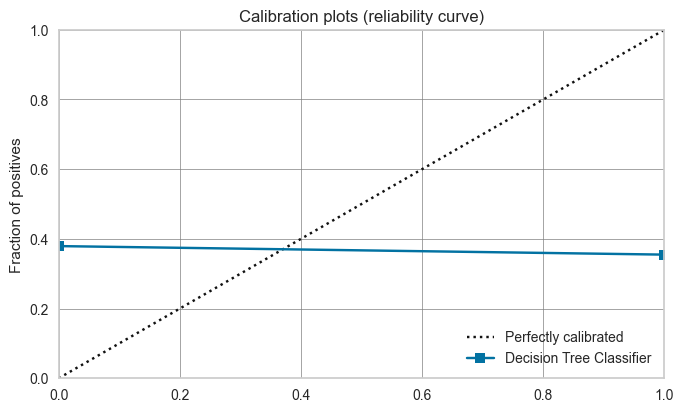 Calibration plots (reliability curve)
1.0
0.8
0.6
0.4
0.2
0.0
Fraction of positives
Perfectly calibrated
Decision Tree Classifier
0.0 0.2 0.4 0.6 0.8 1.0